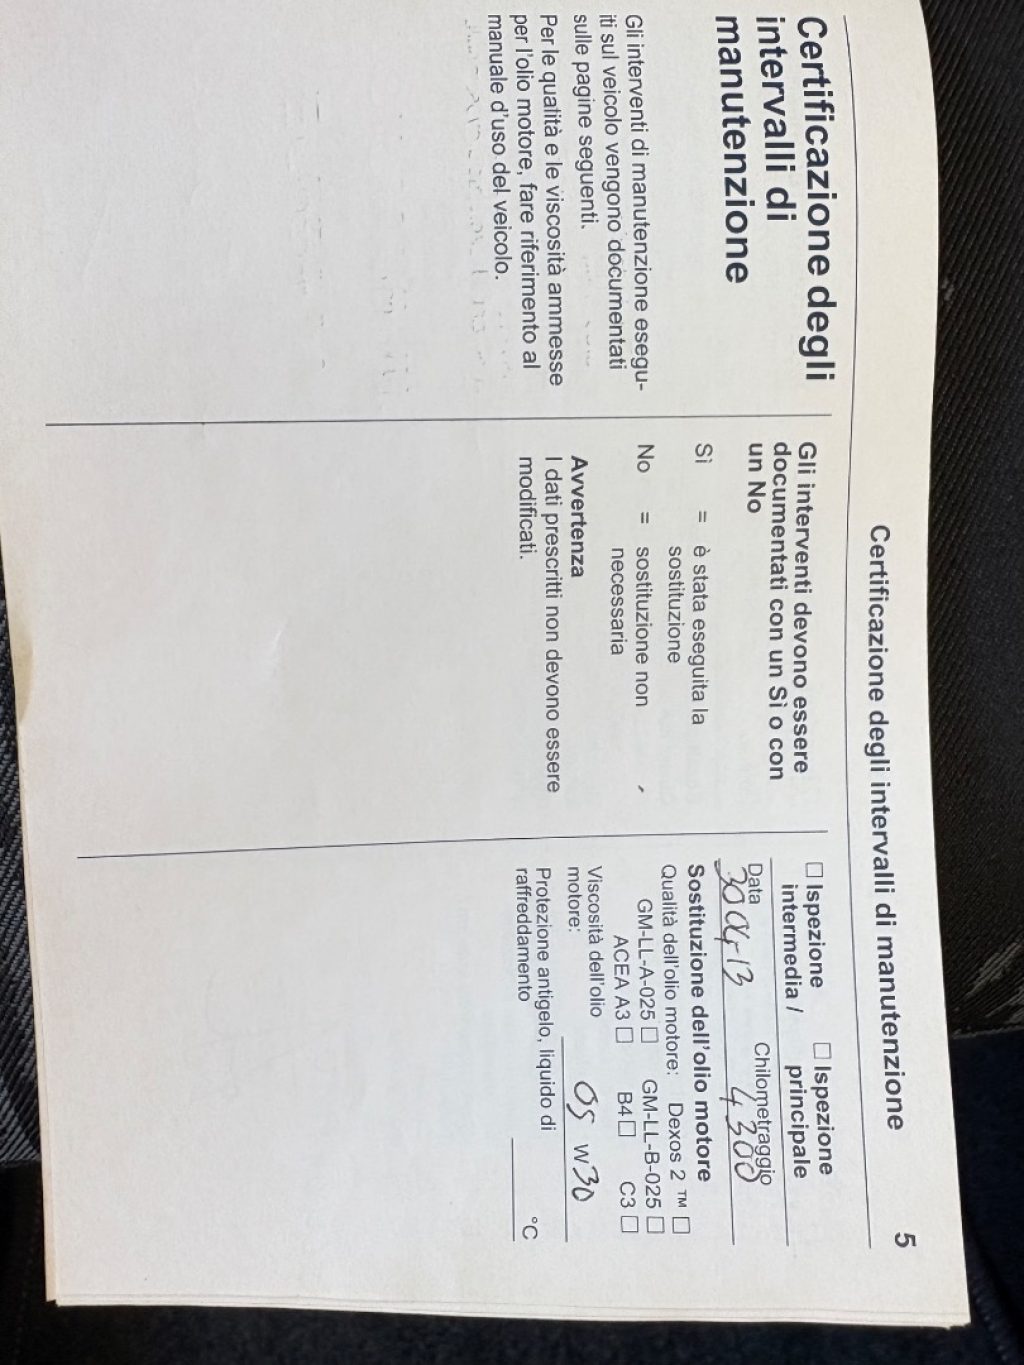 Certificazione degli intervalli di manutenzione
5
Certificazione degli
intervalli di
manutenzione
Gli interventi di manutenzione esegu-
iti sul veicolo vengono documentati
sulle pagine seguenti.
Per le qualità e le viscosità ammesse
per l'olio motore, fare riferimento al
manuale d'uso del veicolo.
Gli interventi devono essere
documentati con un Sì o con
un No
Sì = è stata eseguita la
sostituzione
No = sostituzione non
necessaria
Avvertenza
I dati prescritti non devono essere
modificati.
☐ Ispezione ☐ Ispezione
intermedia / principale
Data Chilometraggio
30 04-13 4300
Sostituzione dell'olio motore
Qualità dell'olio motore: Dexos 2 ™ ☐
GM-LL-A-025 ☐ GM-LL-B-025 ☐
ACEA A3 ☐ B4 ☐ C3 ☐
Viscosità dell'olio
motore: 05 W30
Protezione antigelo, liquido di
raffreddamento °C